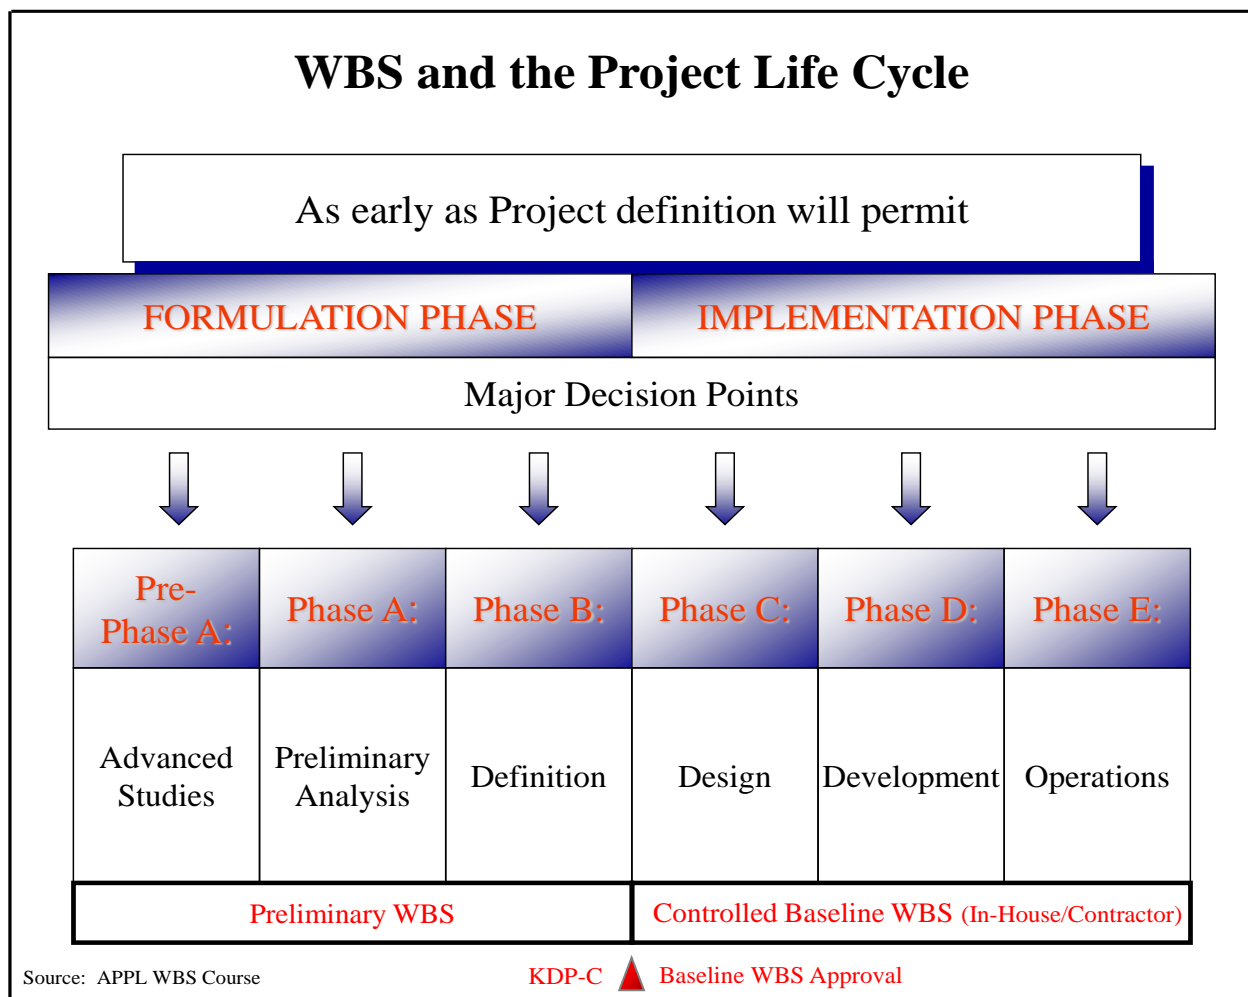 WBS and the Project Life Cycle
As early as Project definition will permit
FORMULATION PHASE
IMPLEMENTATION PHASE
Major Decision Points
Pre-
Phase A:
Phase A:
Phase B:
Phase C:
Phase D:
Phase E:
Advanced
Studies
Preliminary
Analysis
Definition
Design
Development
Operations
Preliminary WBS
Controlled Baseline WBS (In-House/Contractor)
Source: APPL WBS Course
KDP-C
Baseline WBS Approval